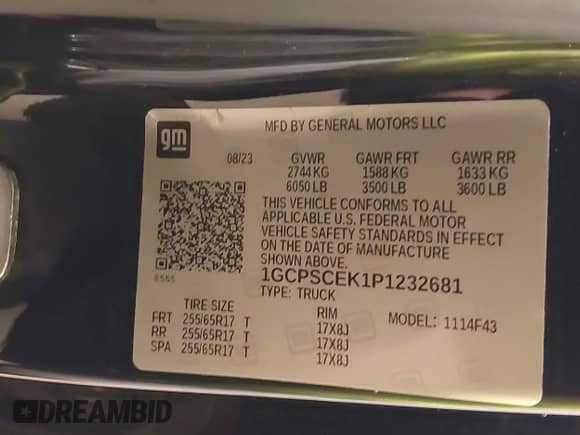 gm
MFD BY GENERAL MOTORS LLC
08/23 GVWR GAWR FRT GAWR RR
2744 KG 1588 KG 1633 KG
6050 LB 3500 LB 3600 LB
THIS VEHICLE CONFORMS TO ALL
APPLICABLE U.S. FEDERAL MOTOR
VEHICLE SAFETY STANDARDS IN EFFECT
ON THE DATE OF MANUFACTURE
SHOWN ABOVE.
1GCPSCEK1P1232681
TYPE: TRUCK
TIRE SIZE RIM MODEL: 1114F43
FRT 255/65R17 T 17X8J
RR 255/65R17 T 17X8J
SPA 255/65R17 T 17X8J
DREAMBID